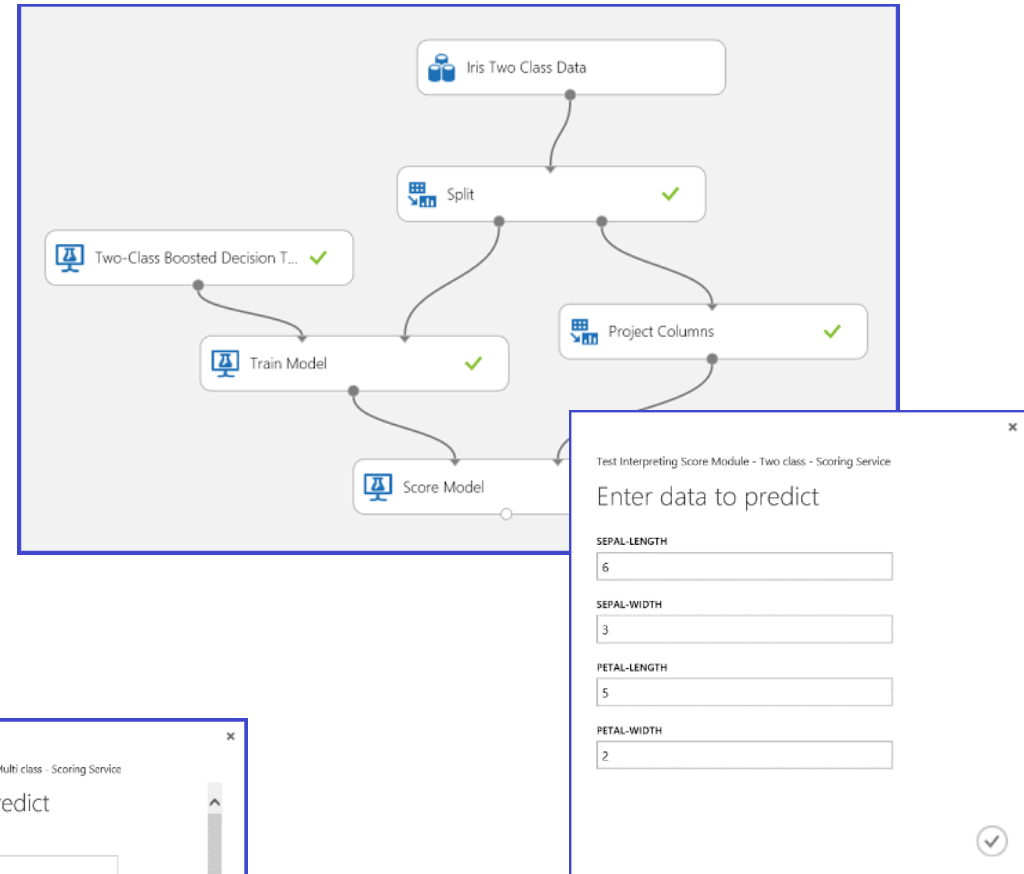 Iris Two Class Data
Split
Two-Class Boosted Decision T...
Project Columns
Train Model
Score Model
Test Interpreting Score Module - Two class - Scoring Service
Enter data to predict
SEPAL-LENGTH
6
SEPAL-WIDTH
3
PETAL-LENGTH
5
PETAL-WIDTH
2
class - Scoring Service